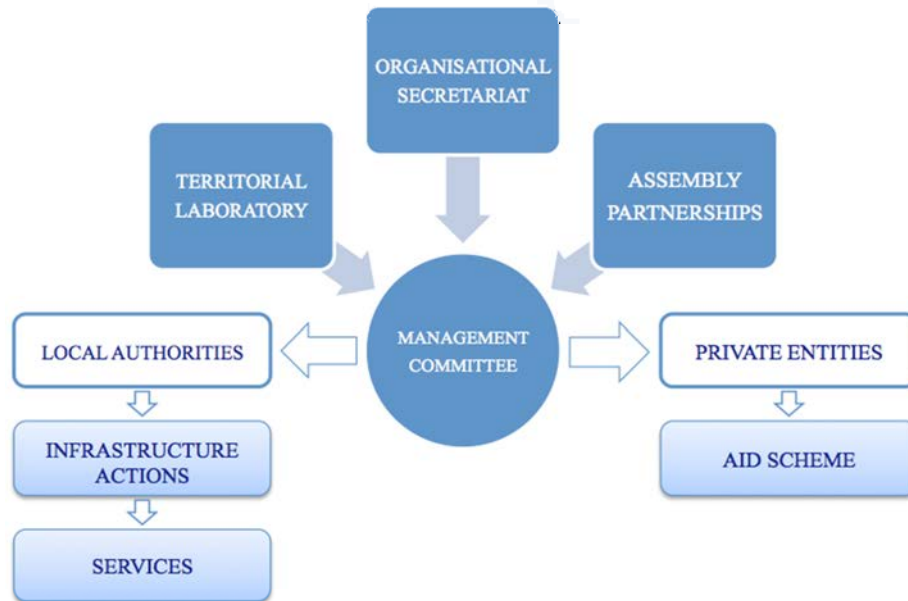 ORGANISATIONAL
SECRETARIAT
TERRITORIAL
LABORATORY
ASSEMBLY
PARTNERSHIPS
MANAGEMENT
COMMITTEE
LOCAL AUTHORITIES
PRIVATE ENTITIES
INFRASTRUCTURE
ACTIONS
AID SCHEME
SERVICES